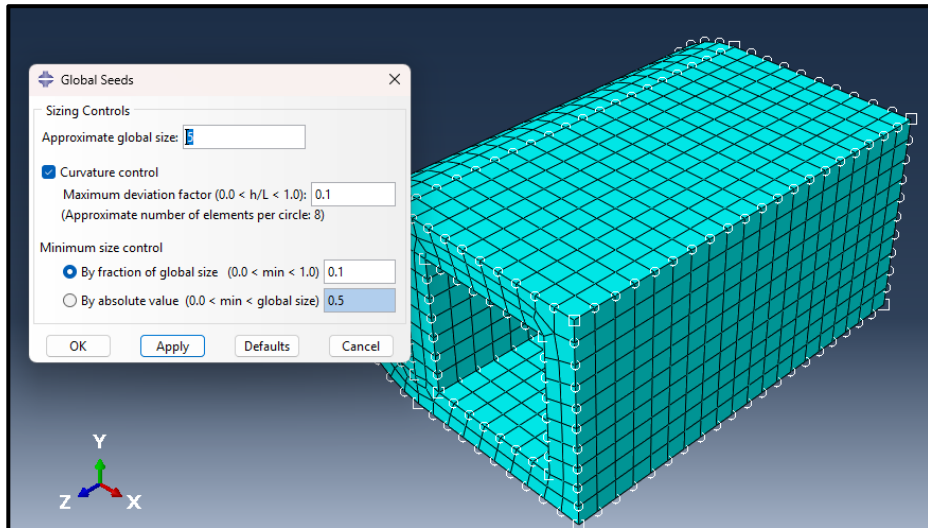 Global Seeds
Sizing Controls
Approximate global size: 5
Curvature control
Maximum deviation factor (0.0 < h/L < 1.0): 0.1
(Approximate number of elements per circle: 8)
Minimum size control
By fraction of global size (0.0 < min < 1.0) 0.1
By absolute value (0.0 < min < global size) 0.5
OK Apply Defaults Cancel
Y
Z X